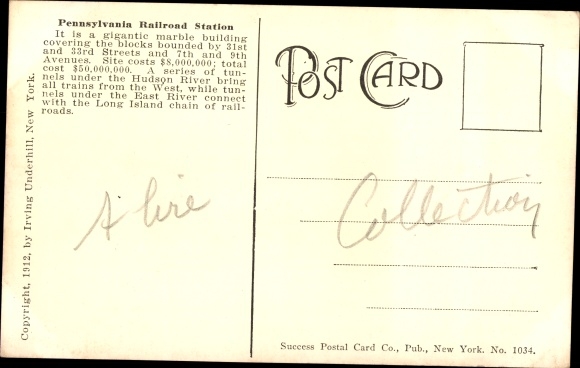 Pennsylvania Railroad Station
It is a gigantic marble building
covering the blocks bounded by 31st
and 33rd Streets and 7th and 9th
Avenues. Site costs $8,000,000; total
cost $50,000,000. A series of tun-
nels under the Hudson River bring
all trains from the West, while tun-
nels under the East River connect
with the Long Island chain of rail-
roads.
Copyright, 1912, by Irving Underhill, New York.
POST CARD
Collection
Success Postal Card Co., Pub., New York. No. 1034.